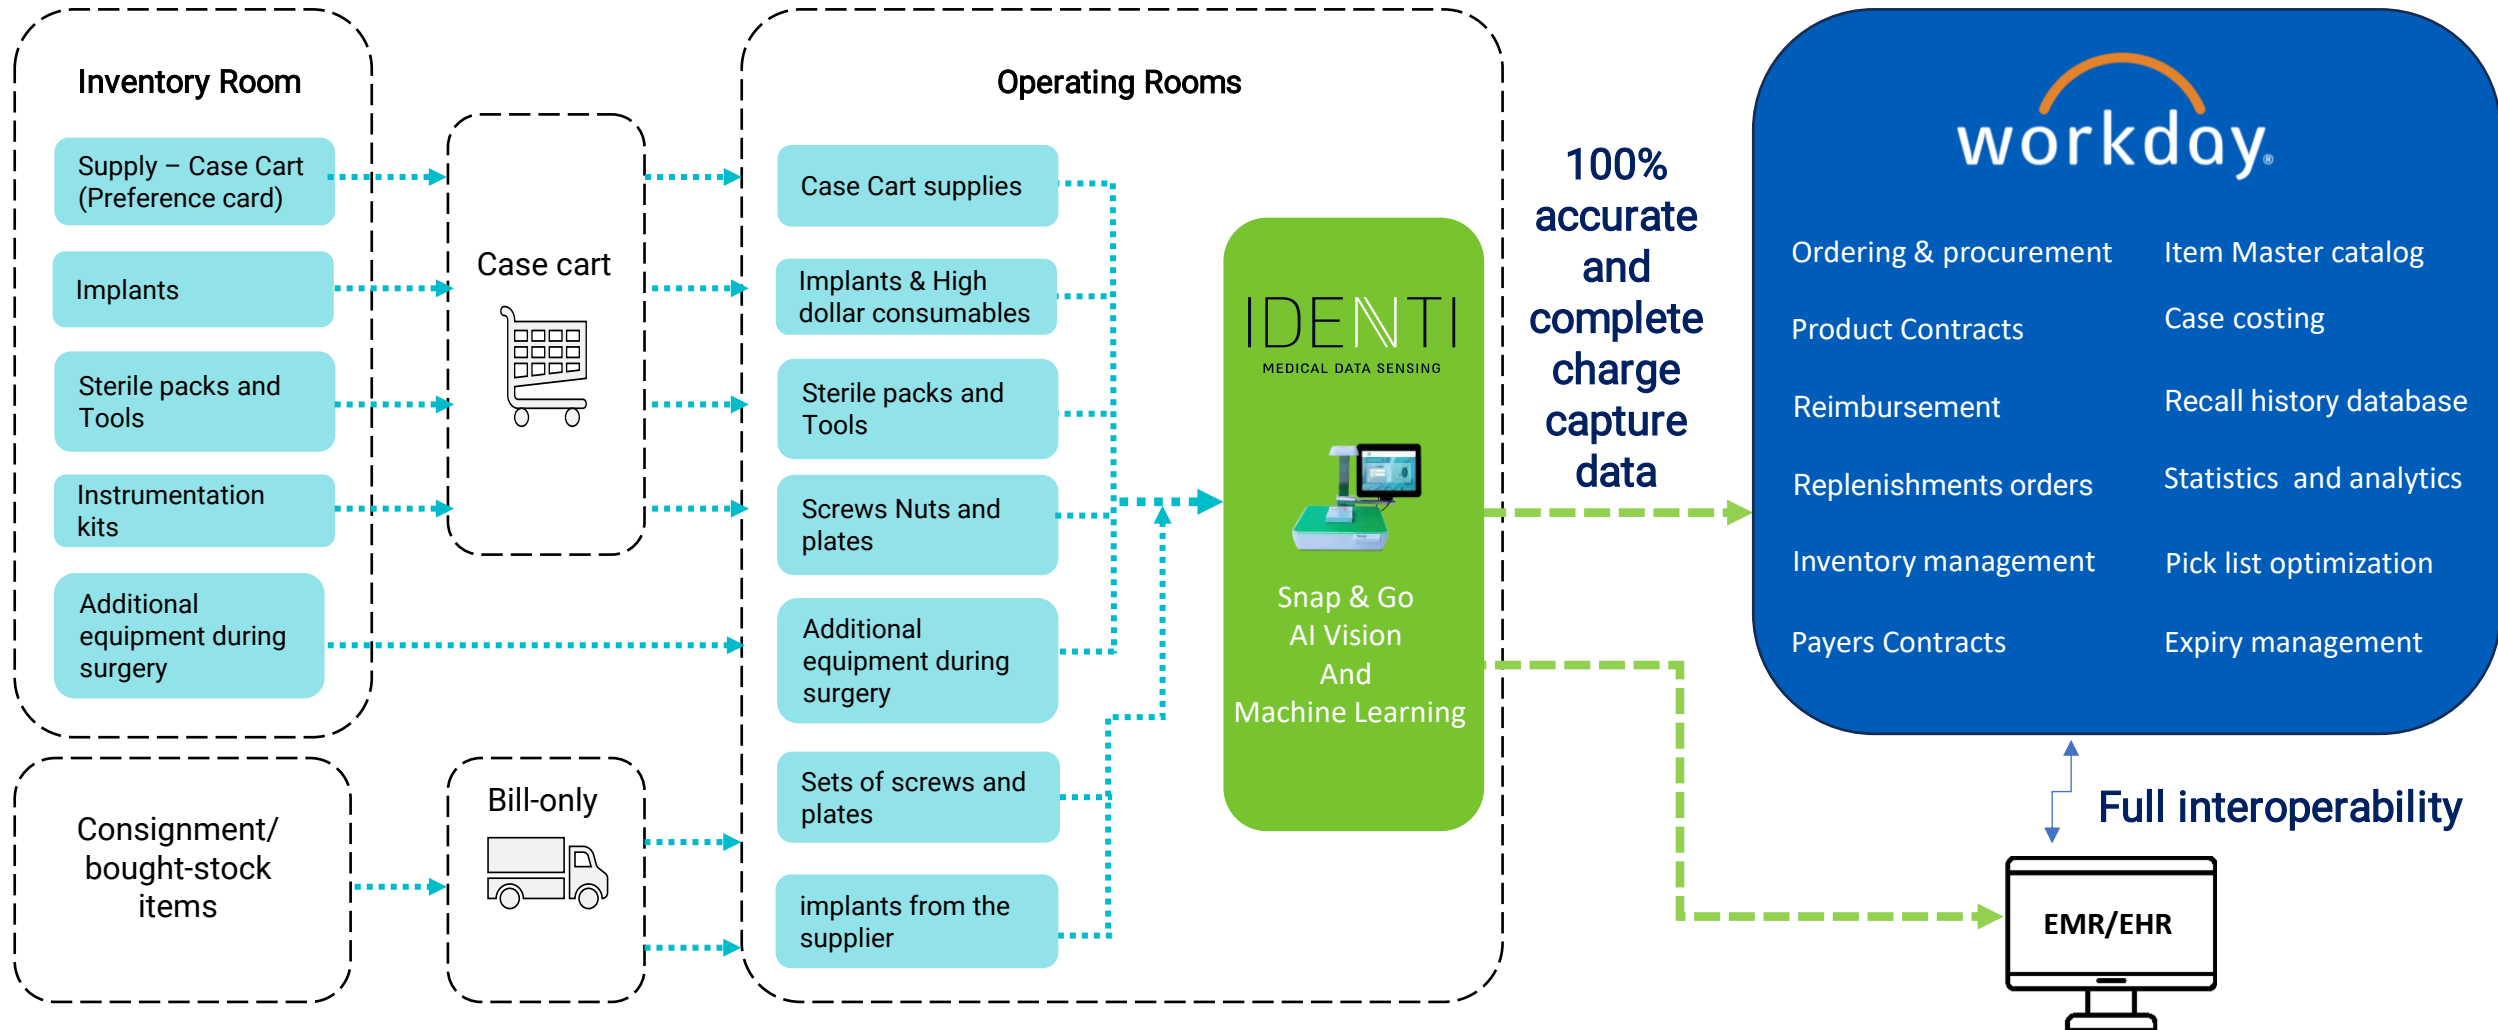 Inventory Room
Supply – Case Cart
(Preference card)
Implants
Sterile packs and
Tools
Instrumentation
kits
Additional
equipment during
surgery
Consignment/
bought-stock
items
Case cart
Bill-only
Operating Rooms
Case Cart supplies
Implants & High
dollar consumables
Sterile packs and
Tools
Screws Nuts and
plates
Additional
equipment during
surgery
Sets of screws and
plates
implants from the
supplier
IDENTI
MEDICAL DATA SENSING
Snap & Go
AI Vision
And
Machine Learning
100%
accurate
and
complete
charge
capture
data
workday®
Ordering & procurement
Product Contracts
Reimbursement
Replenishments orders
Inventory management
Payers Contracts
Item Master catalog
Case costing
Recall history database
Statistics  and analytics
Pick list optimization
Expiry management
Full interoperability
EMR/EHR